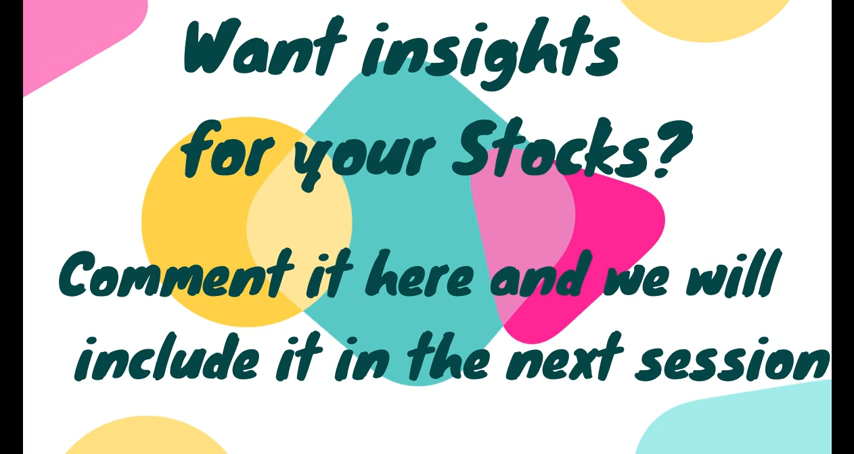 Want insights
for your Stocks?
Comment it here and we will
include it in the next session